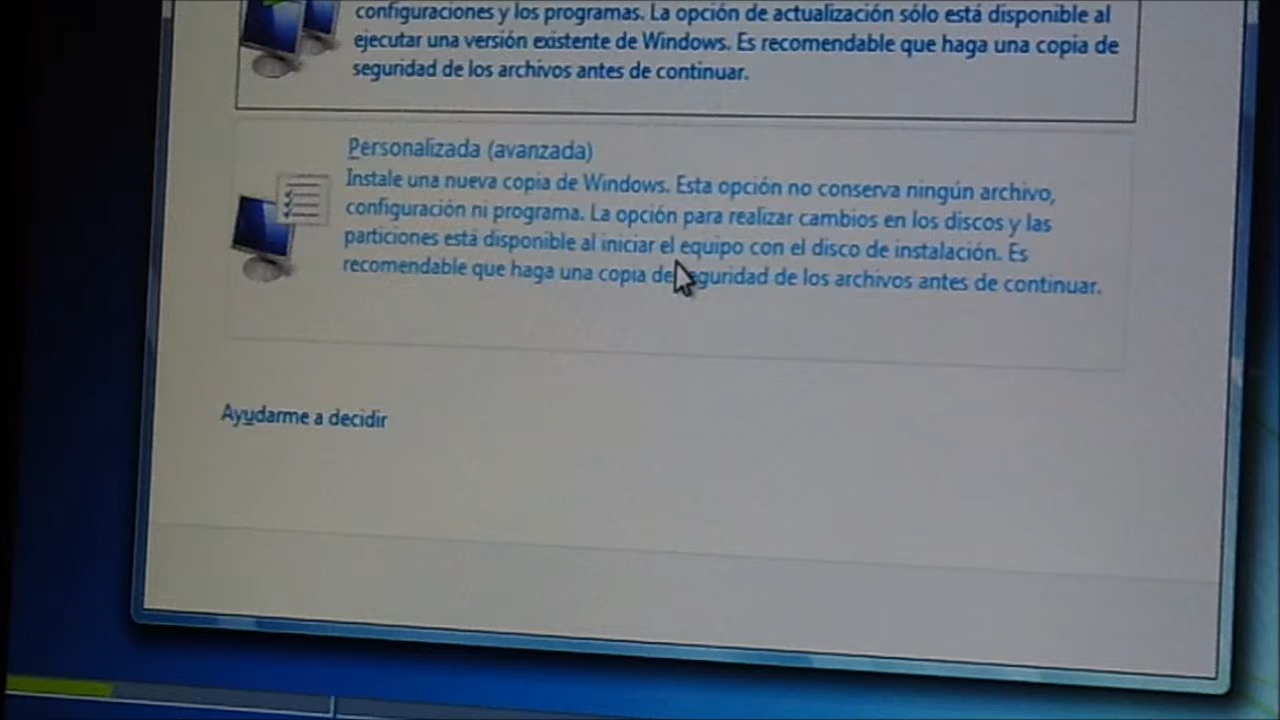 configuraciones y los programas. La opción de actualización sólo está disponible al
ejecutar una versión existente de Windows. Es recomendable que haga una copia de
seguridad de los archivos antes de continuar.
Personalizada (avanzada)
Instale una nueva copia de Windows. Esta opción no conserva ningún archivo,
configuración ni programa. La opción para realizar cambios en los discos y las
particiones está disponible al iniciar el equipo con el disco de instalación. Es
recomendable que haga una copia de seguridad de los archivos antes de continuar.
Ayudarme a decidir